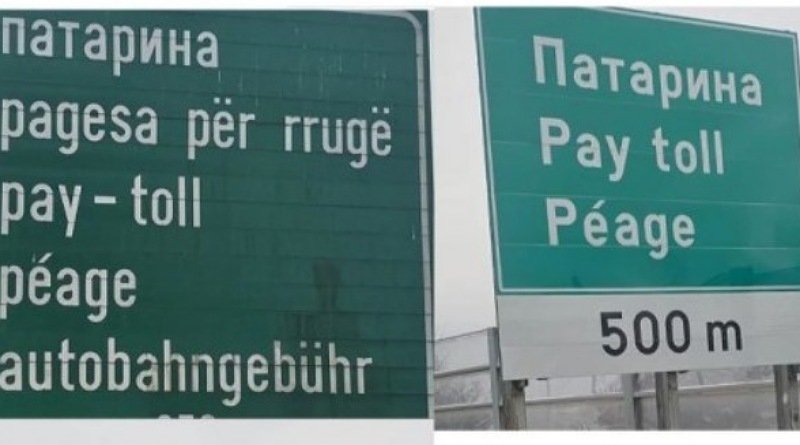 патарина
pagesa për rrugë
pay - toll
péage
autobahngebühr
Патарина
Pay toll
Péage
500 m